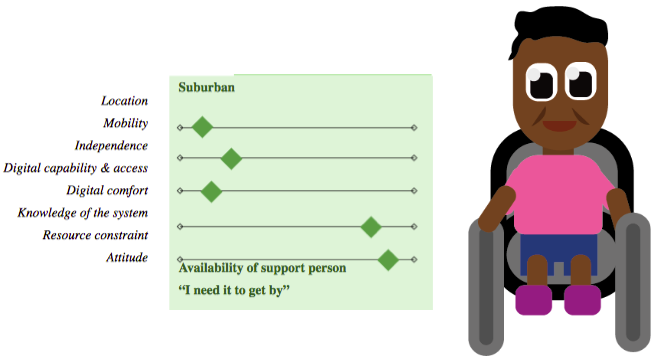 Suburban
Location
Mobility
Independence
Digital capability & access
Digital comfort
Knowledge of the system
Resource constraint
Attitude
Availability of support person
“I need it to get by”